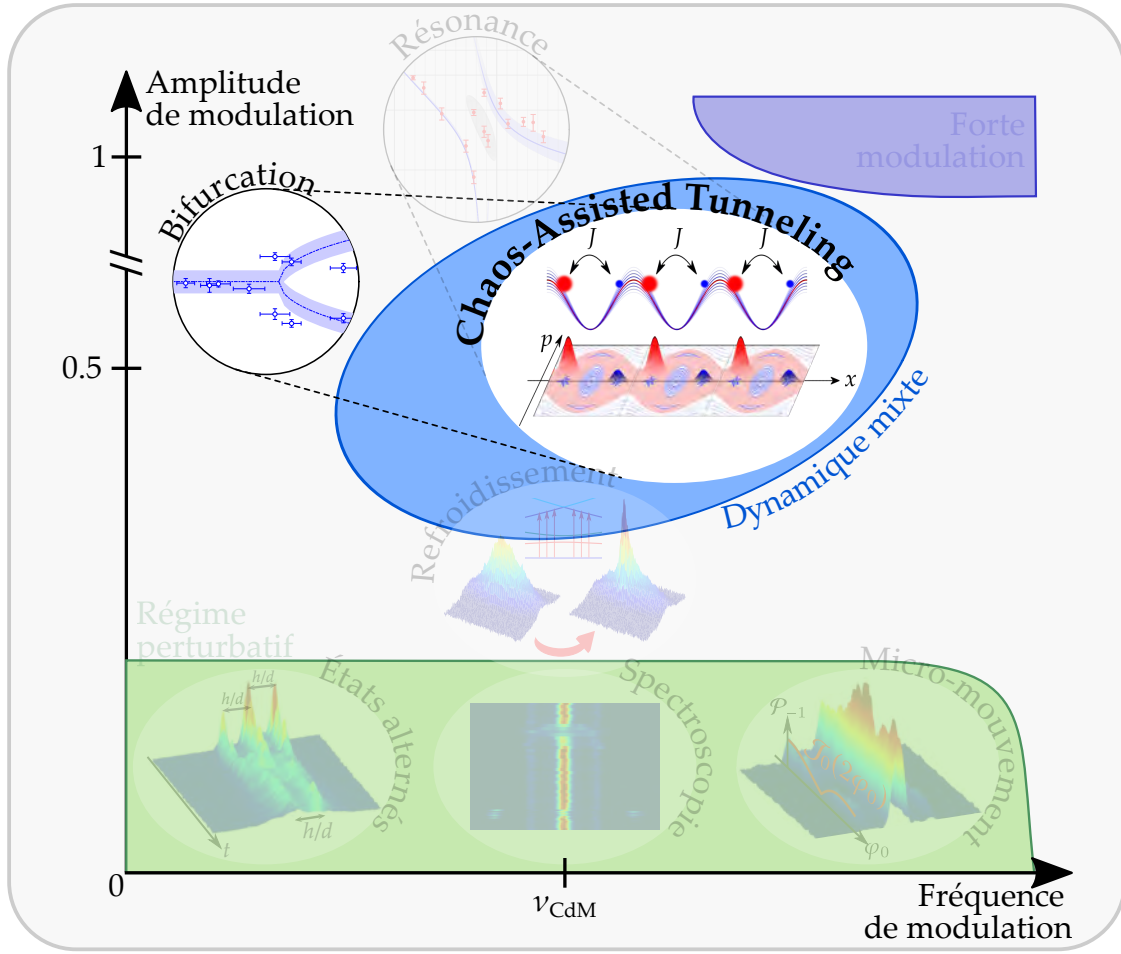 Résonance
Amplitude
de modulation
Forte
modulation
1
Bifurcation
Chaos-Assisted Tunneling
J
J
J
p
x
0.5
Dynamique mixte
Refroidissement
Régime
perturbatif
États alternés
h/d
h/d
h/d
t
Spectroscopie
Micro-mouvement
𝒫₋₁
φ₀
0
νCdM
Fréquence
de modulation